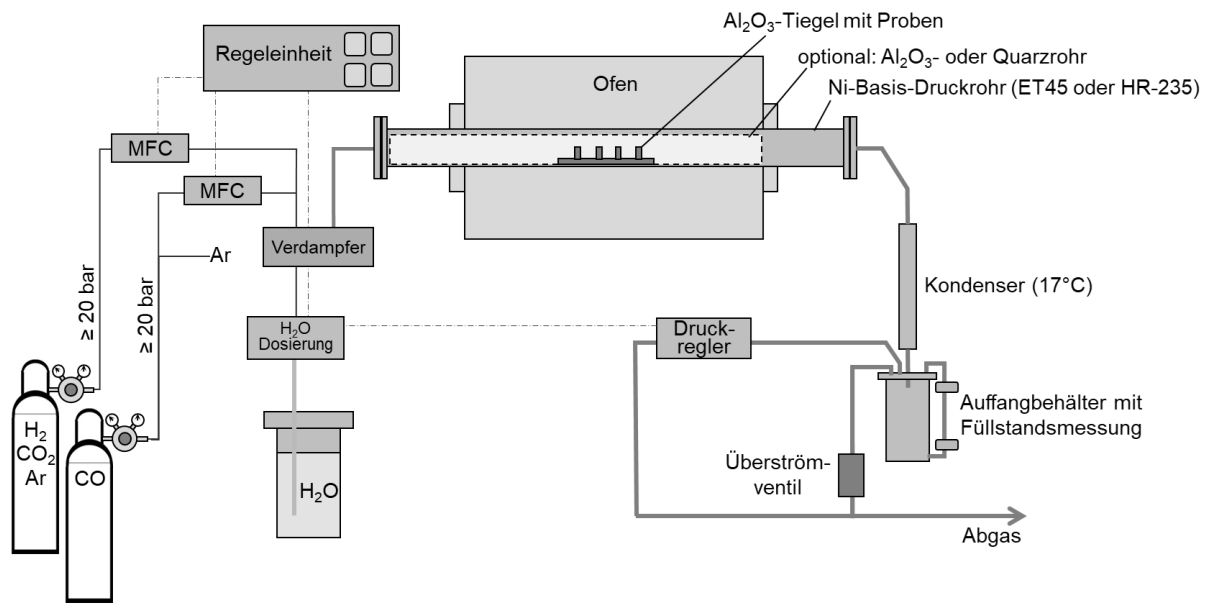 Al₂O₃-Tiegel mit Proben
optional: Al₂O₃- oder Quarzrohr
Ni-Basis-Druckrohr (ET45 oder HR-235)
Regeleinheit
Ofen
MFC
MFC
Ar
Verdampfer
≥ 20 bar
≥ 20 bar
Kondenser (17°C)
H₂O
Dosierung
Druck-
regler
Auffangbehälter mit
Füllstandsmessung
H₂
CO₂
Ar
CO
H₂O
Überström-
ventil
Abgas